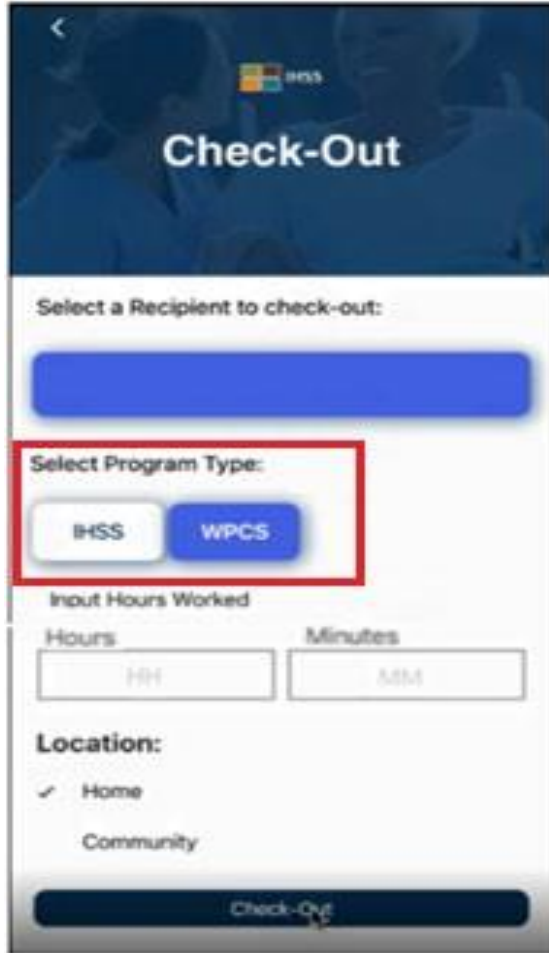 IHSS
Check-Out
Select a Recipient to check-out:
Select Program Type:
IHSS WPCS
Input Hours Worked
Hours Minutes
HH MM
Location:
✓ Home
Community
Check-Out